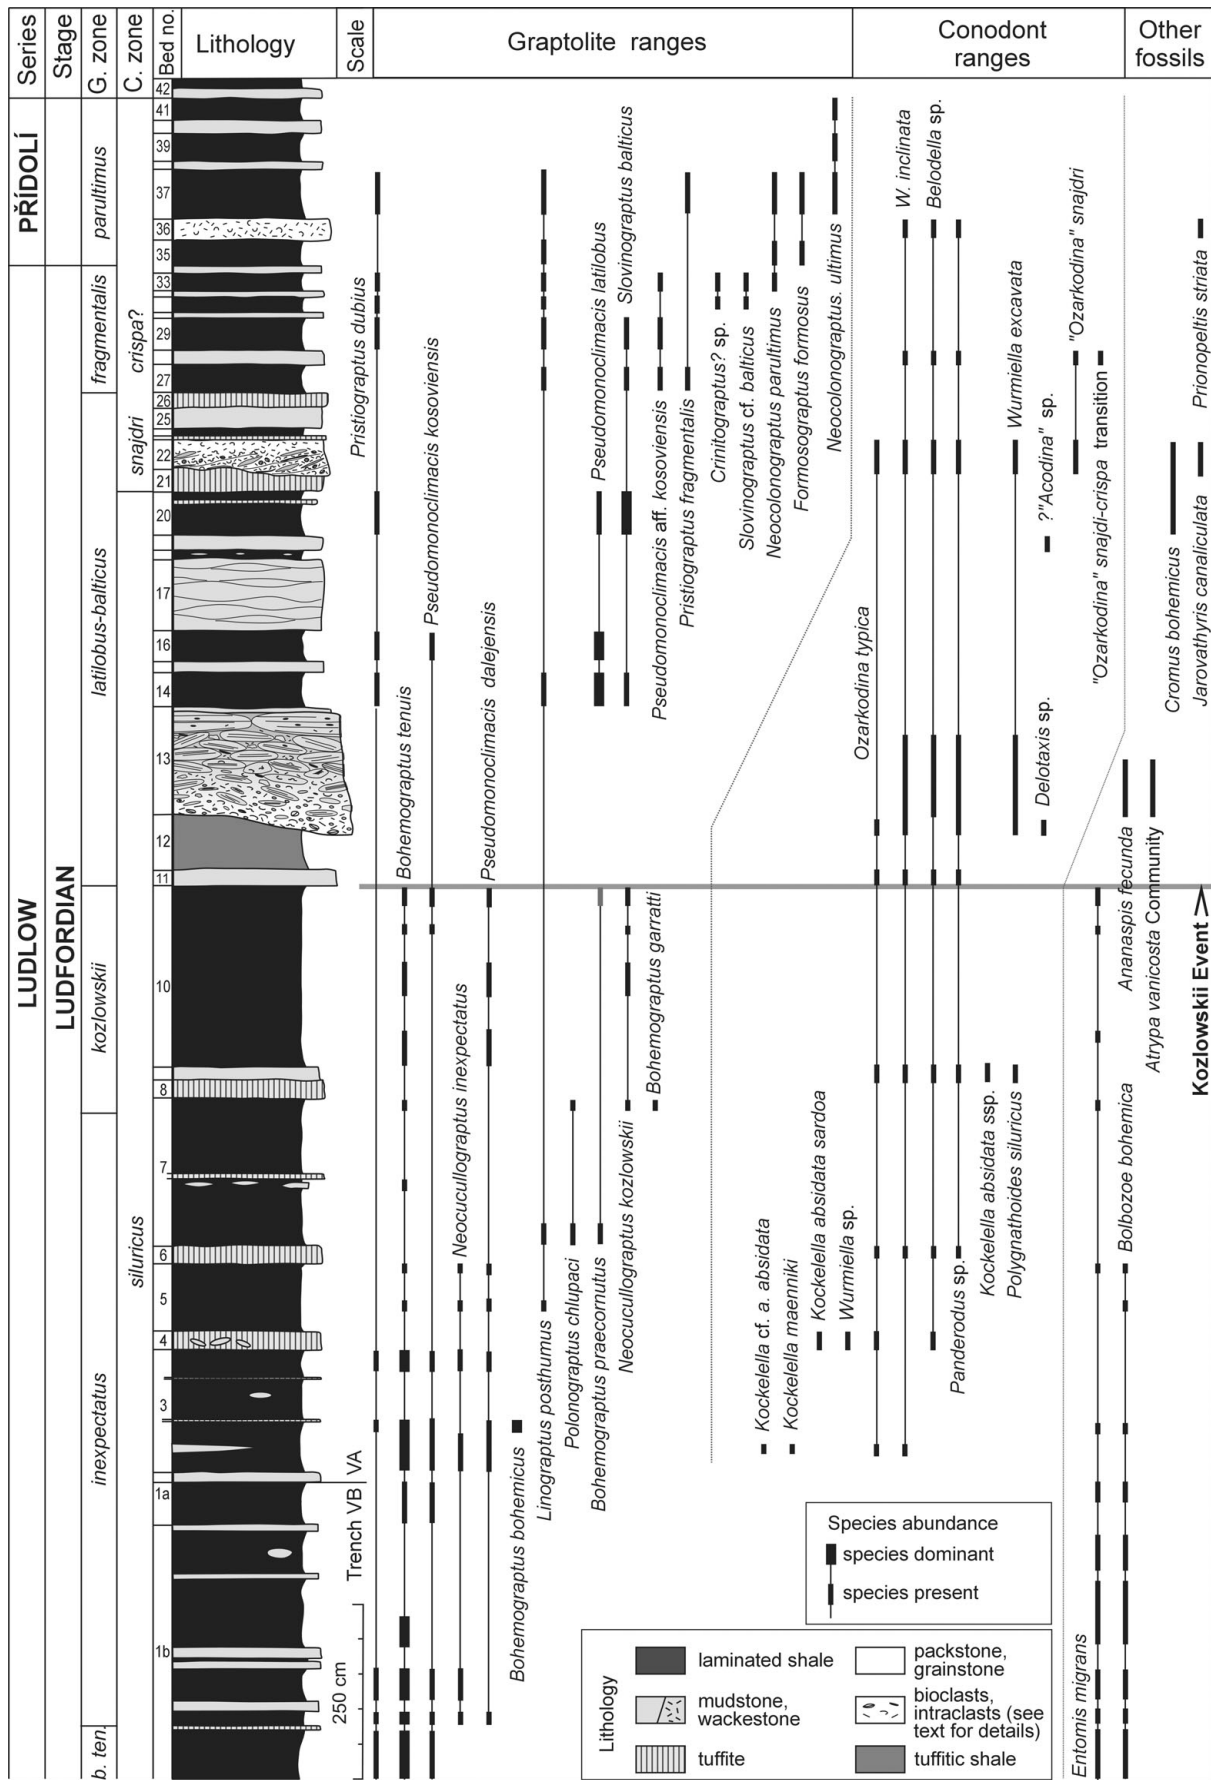 Series
Stage
G. zone
C. zone
Bed no.
Lithology
Scale
Graptolite ranges
Conodont
ranges
Other
fossils
PŘÍDOLÍ
LUDLOW
LUDFORDIAN
parultimus
fragmentalis
latilobus-balticus
kozlowskii
inexpectatus
b. ten.
crispa?
snajdri
siluricus
42
41
39
37
36
35
33
29
27
26
25
22
21
20
17
16
14
13
12
11
10
8
7
6
5
4
3
1a
1b
Trench VB
VA
250 cm
Pristiograptus dubius
Bohemograptus tenuis
Pseudomonoclimacis kosoviensis
Neocucullograptus inexpectatus
Pseudomonoclimacis dalejensis
Bohemograptus bohemicus
Linograptus posthumus
Polonograptus chlupaci
Bohemograptus praecornutus
Neocucullograptus kozlowskii
Bohemograptus garratti
Pseudomonoclimacis latilobus
Slovinograptus balticus
Pseudomonoclimacis aff. kosoviensis
Pristiograptus fragmentalis
Crinitograptus? sp.
Slovinograptus cf. balticus
Neocolonograptus parultimus
Formosograptus formosus
Neocolonograptus. ultimus
Kockelella cf. a. absidata
Kockelella maenniki
Kockelella absidata sardoa
Wurmiella sp.
Ozarkodina typica
W. inclinata
Belodella sp.
Panderodus sp.
Kockelella absidata ssp.
Polygnathoides siluricus
Wurmiella excavata
Delotaxis sp.
?"Acodina" sp.
"Ozarkodina" snajdri
"Ozarkodina" snajdi-crispa transition
Entomis migrans
Bolbozoe bohemica
Ananaspis fecunda
Atrypa vanicosta Community
Cromus bohemicus
Jarovathyris canaliculata
Prionopeltis striata
Kozlowskii Event >
Species abundance
species dominant
species present
Lithology
laminated shale
mudstone,
wackestone
tuffite
packstone,
grainstone
bioclasts,
intraclasts (see
text for details)
tuffitic shale